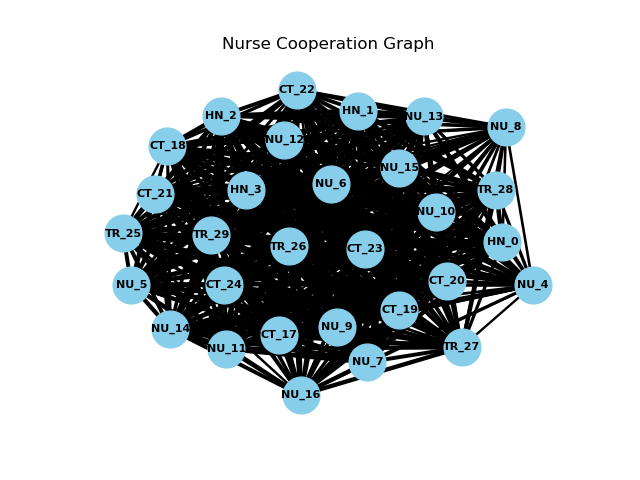 Nurse Cooperation Graph
CT_22
HN_1
HN_2
NU_13
NU_8
NU_12
CT_18
NU_15
NU_6
HN_3
TR_28
CT_21
NU_10
TR_25
TR_29
HN_0
TR_26
CT_23
CT_20
NU_5
CT_24
NU_4
CT_19
NU_14
NU_9
CT_17
NU_11
TR_27
NU_7
NU_16